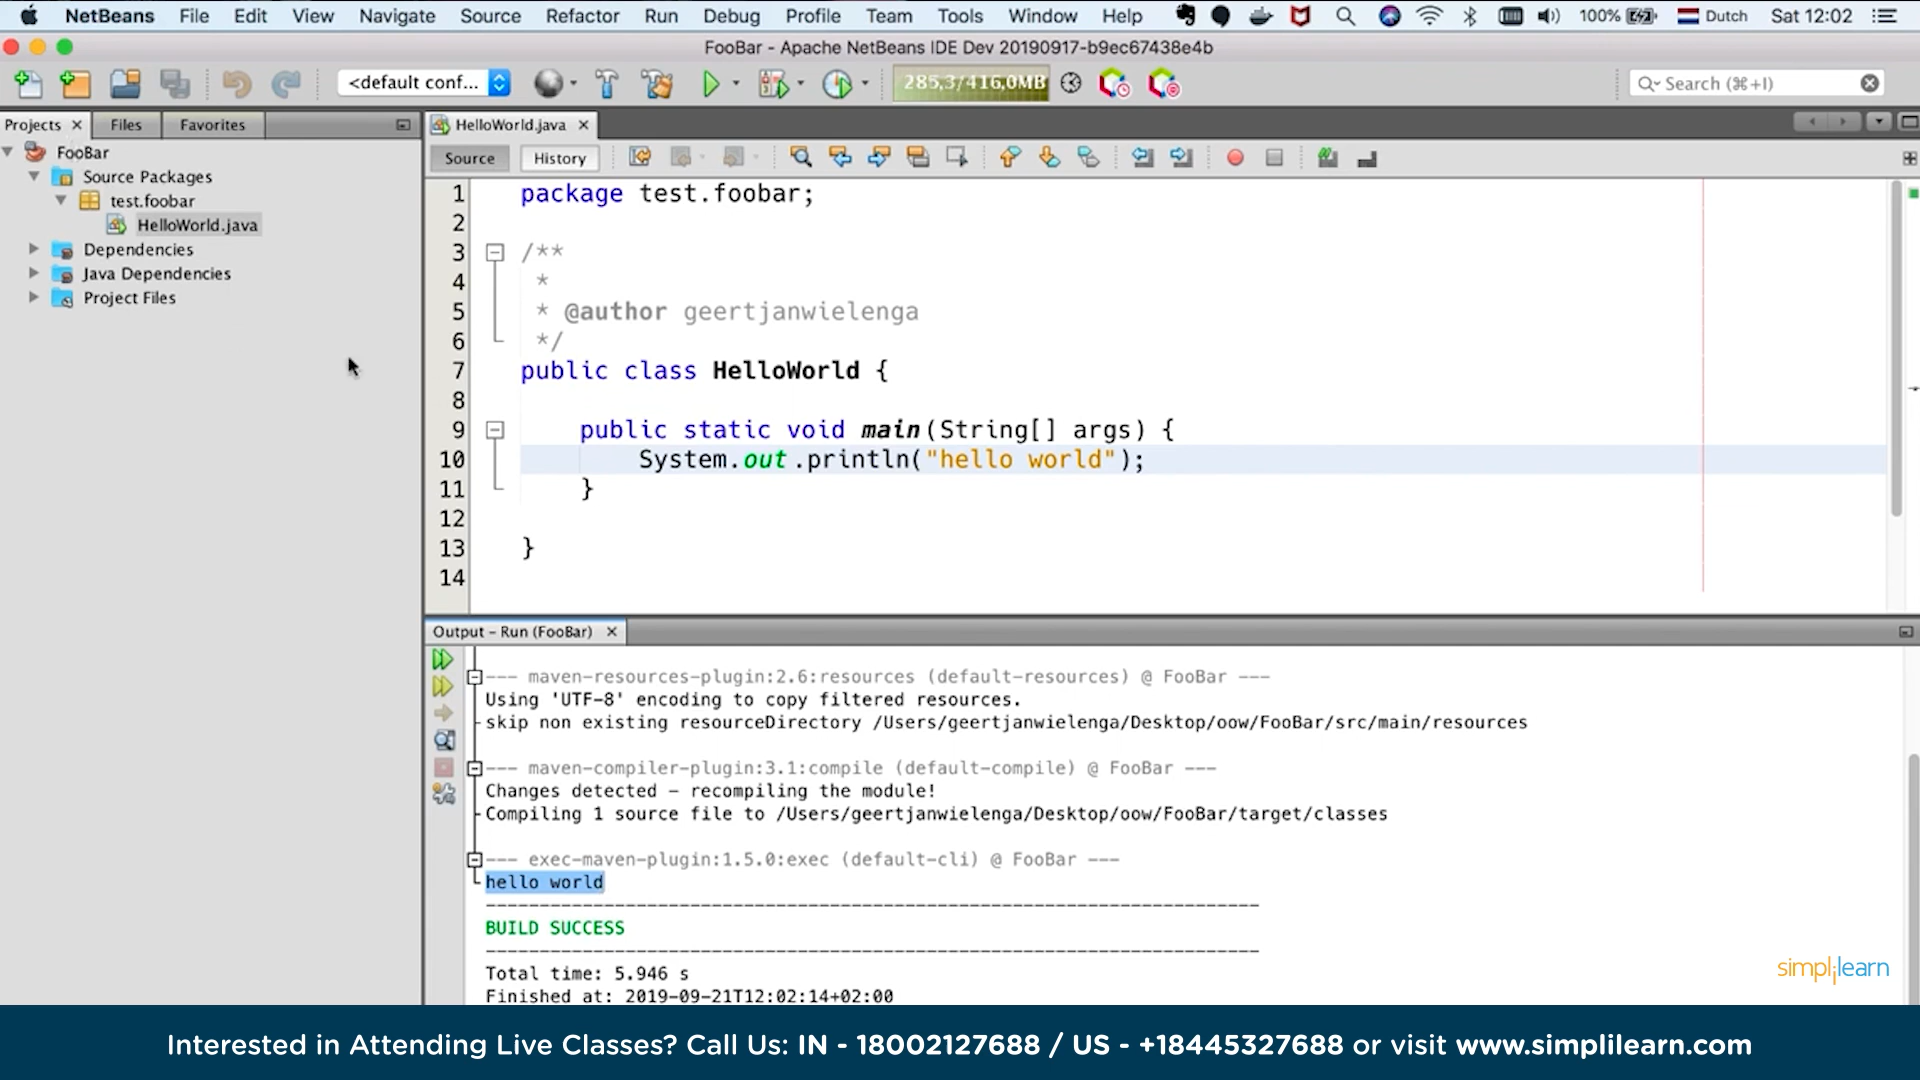 NetBeans File Edit View Navigate Source Refactor Run Debug Profile Team Tools Window Help 100% Dutch Sat 12:02
FooBar - Apache NetBeans IDE Dev 20190917-b9ec67438e4b
<default conf... 285,3/416,0MB Search (⌘+I)
Projects Files Favorites
FooBar
Source Packages
test.foobar
HelloWorld.java
Dependencies
Java Dependencies
Project Files
HelloWorld.java
Source History
1 package test.foobar;
2
3 /**
4 *
5 * @author geertjanwielenga
6 */
7 public class HelloWorld {
8
9 public static void main(String[] args) {
10 System.out.println("hello world");
11 }
12
13 }
14
Output - Run (FooBar)
--- maven-resources-plugin:2.6:resources (default-resources) @ FooBar ---
Using 'UTF-8' encoding to copy filtered resources.
skip non existing resourceDirectory /Users/geertjanwielenga/Desktop/oow/FooBar/src/main/resources
--- maven-compiler-plugin:3.1:compile (default-compile) @ FooBar ---
Changes detected - recompiling the module!
Compiling 1 source file to /Users/geertjanwielenga/Desktop/oow/FooBar/target/classes
--- exec-maven-plugin:1.5.0:exec (default-cli) @ FooBar ---
hello world
------------------------------------------------------------------------
BUILD SUCCESS
------------------------------------------------------------------------
Total time: 5.946 s
Finished at: 2019-09-21T12:02:14+02:00
simplilearn
Interested in Attending Live Classes? Call Us: IN - 18002127688 / US - +18445327688 or visit www.simplilearn.com